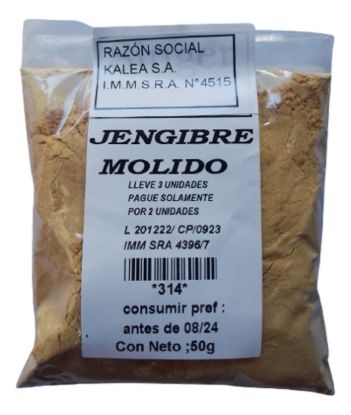 RAZÓN SOCIAL
KALEA S.A.
I.M.M S.R.A. N°4515
JENGIBRE
MOLIDO
LLEVE 3 UNIDADES
PAGUE SOLAMENTE
POR 2 UNIDADES
L 201222/ CP/0923
IMM SRA 4396/7
*314*
consumir pref :
antes de 08/24
Con Neto ;50g